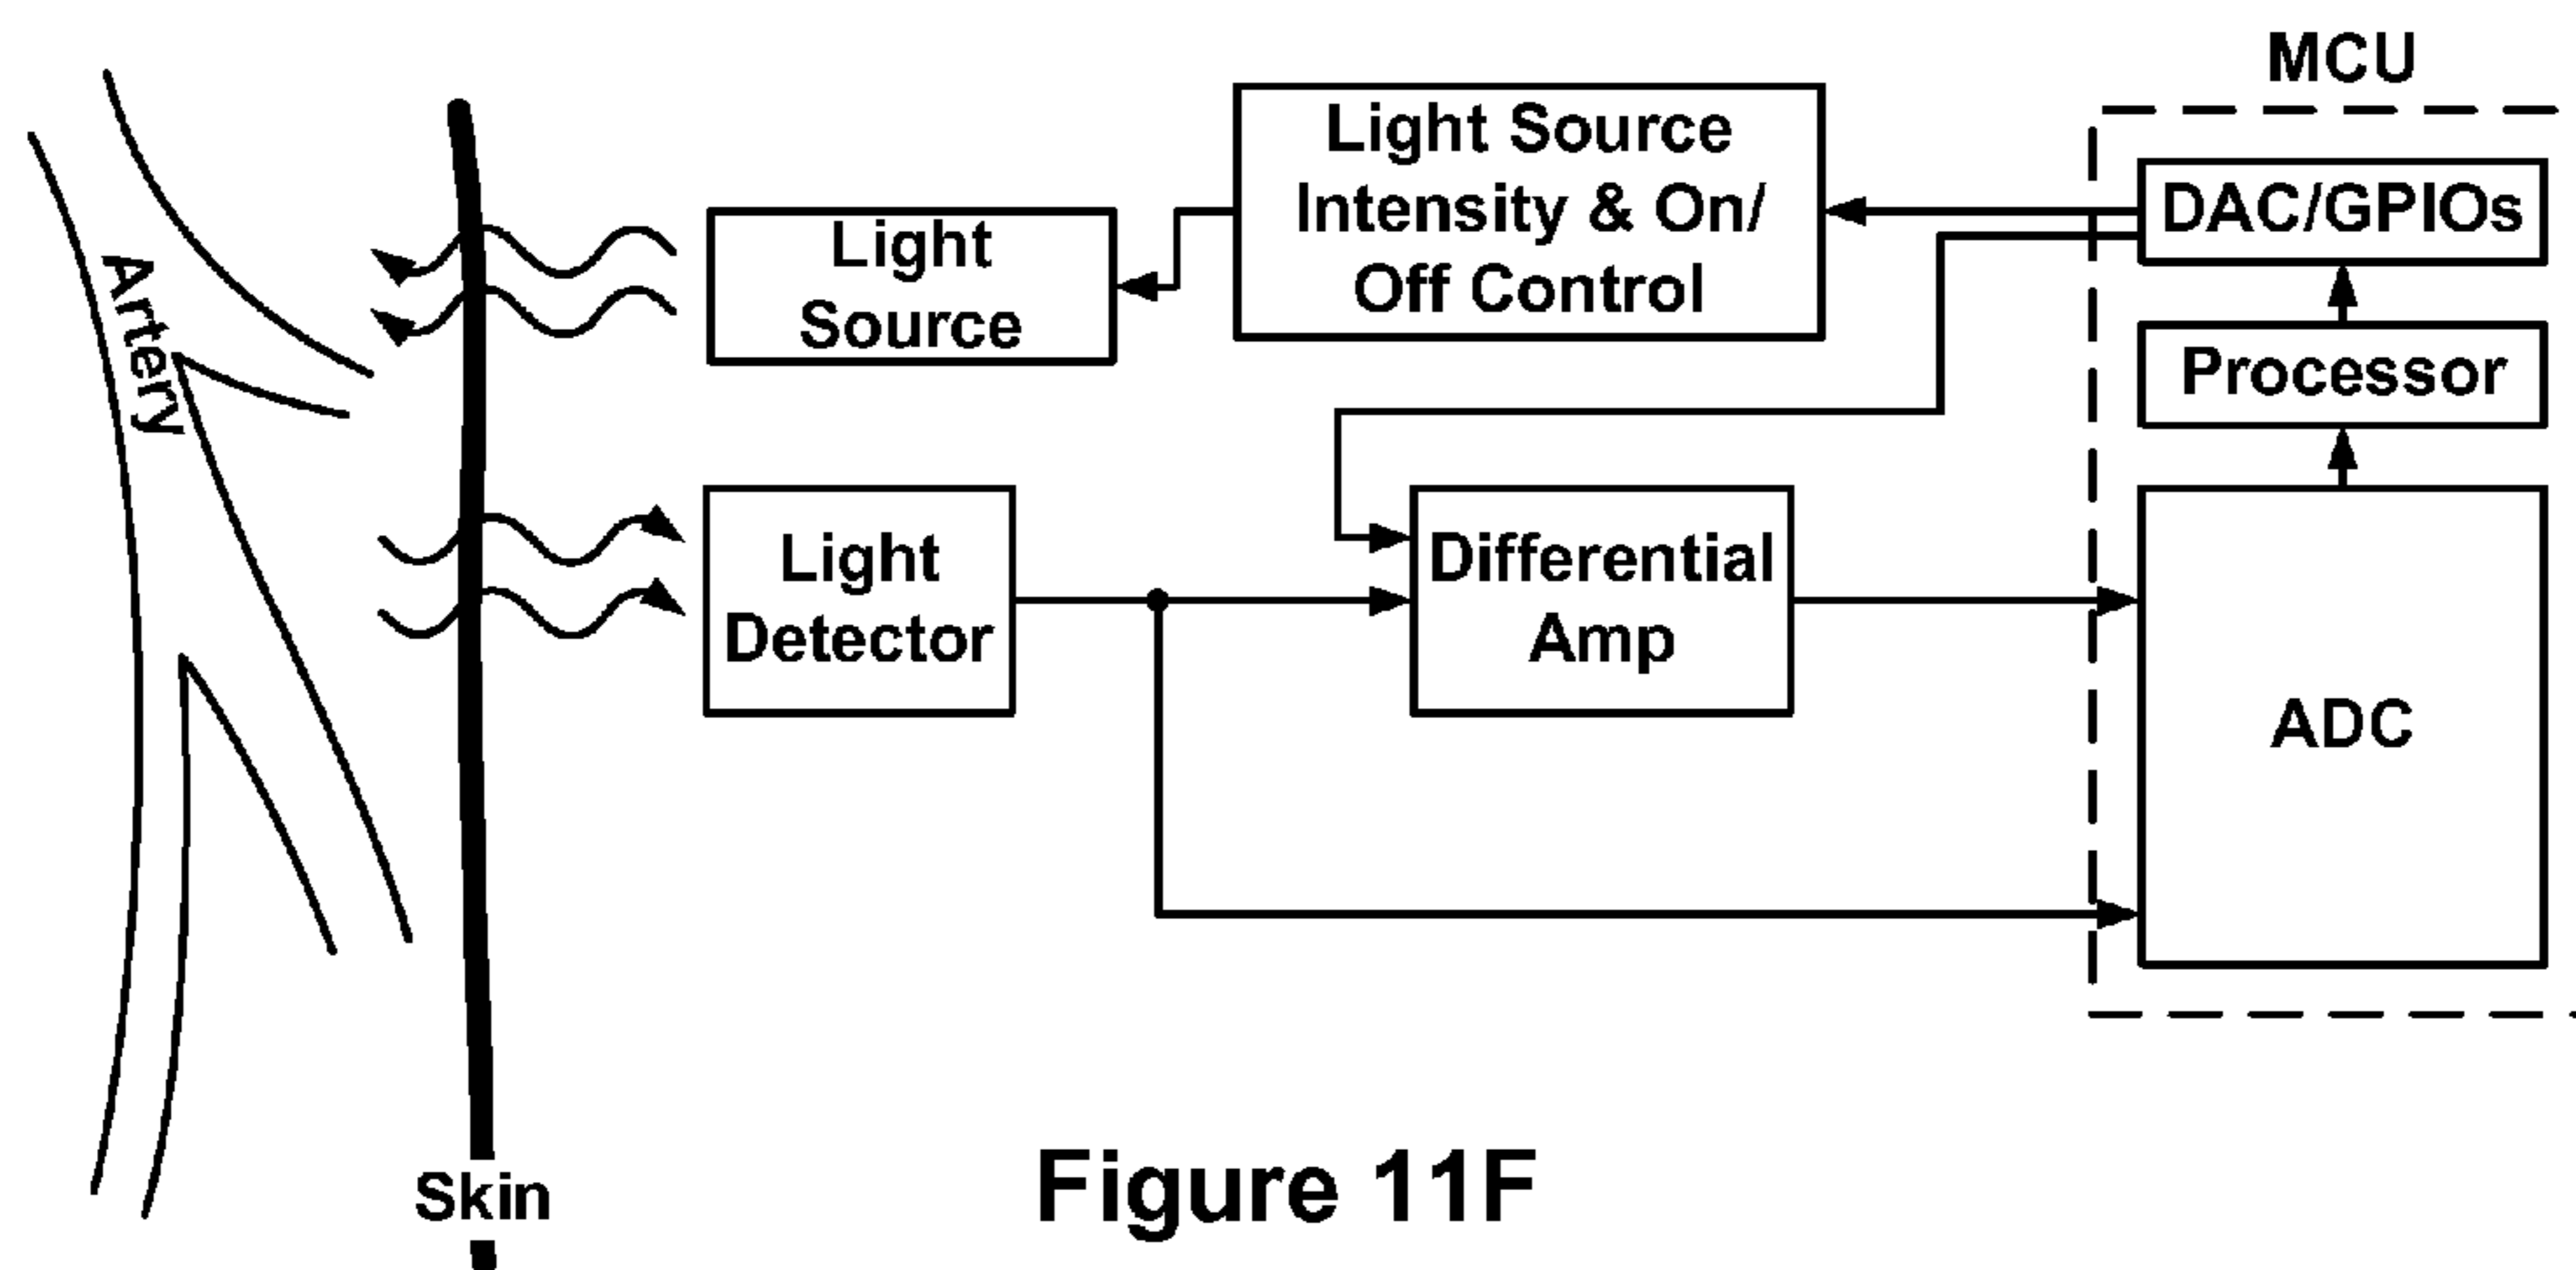 MCU
Light Source
Intensity & On/
Off Control
DAC/GPIOs
Light
Source
Artery
Processor
Light
Detector
Differential
Amp
ADC
Skin
Figure 11F